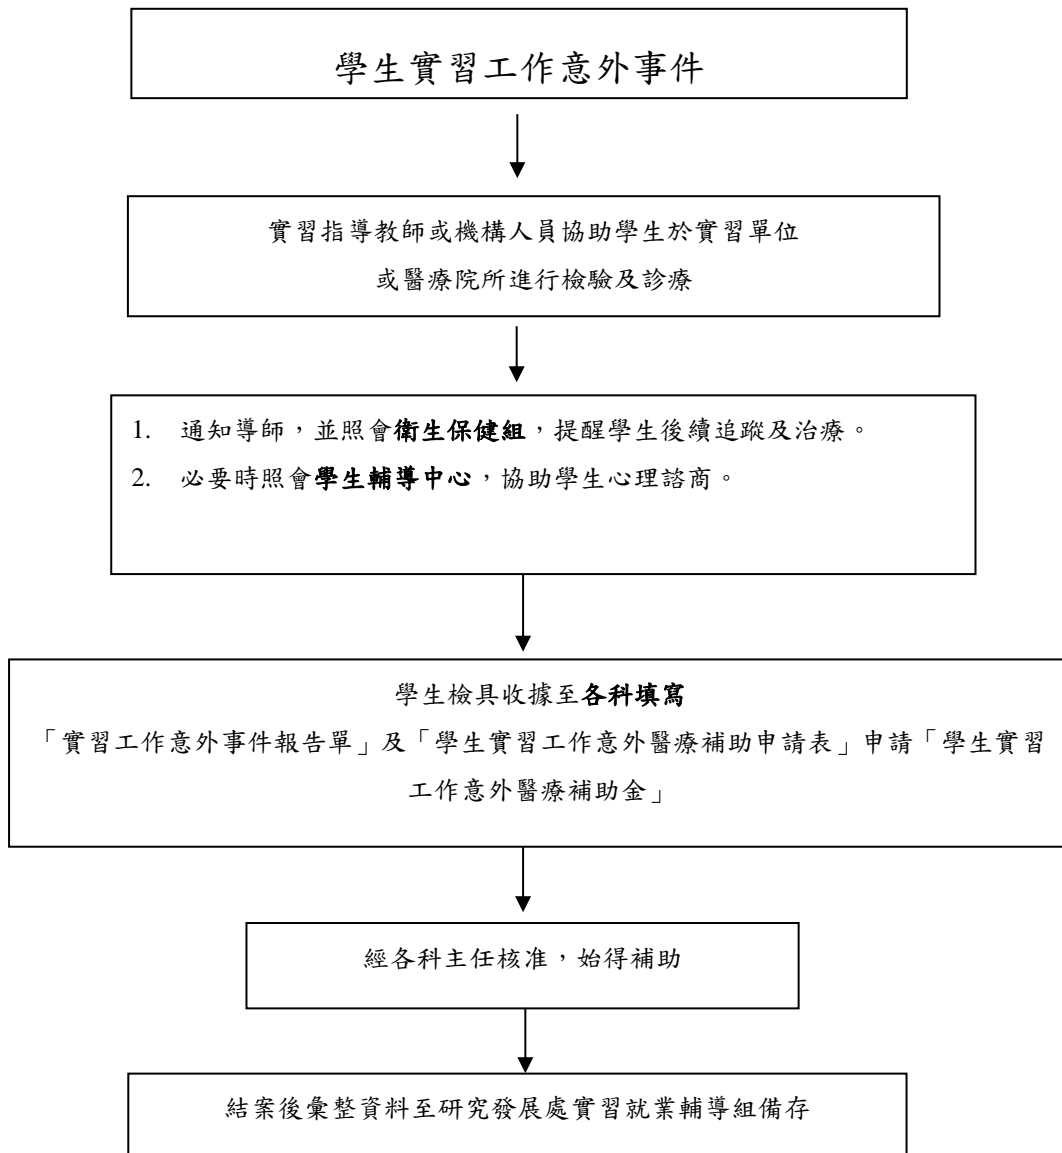 學生實習工作意外事件
實習指導教師或機構人員協助學生於實習單位
或醫療院所進行檢驗及診療
1. 通知導師，並照會衛生保健組，提醒學生後續追蹤及治療。
2. 必要時照會學生輔導中心，協助學生心理諮商。
學生檢具收據至各科填寫
「實習工作意外事件報告單」及「學生實習工作意外醫療補助申請表」申請「學生實習
工作意外醫療補助金」
經各科主任核准，始得補助
結案後彙整資料至研究發展處實習就業輔導組備存